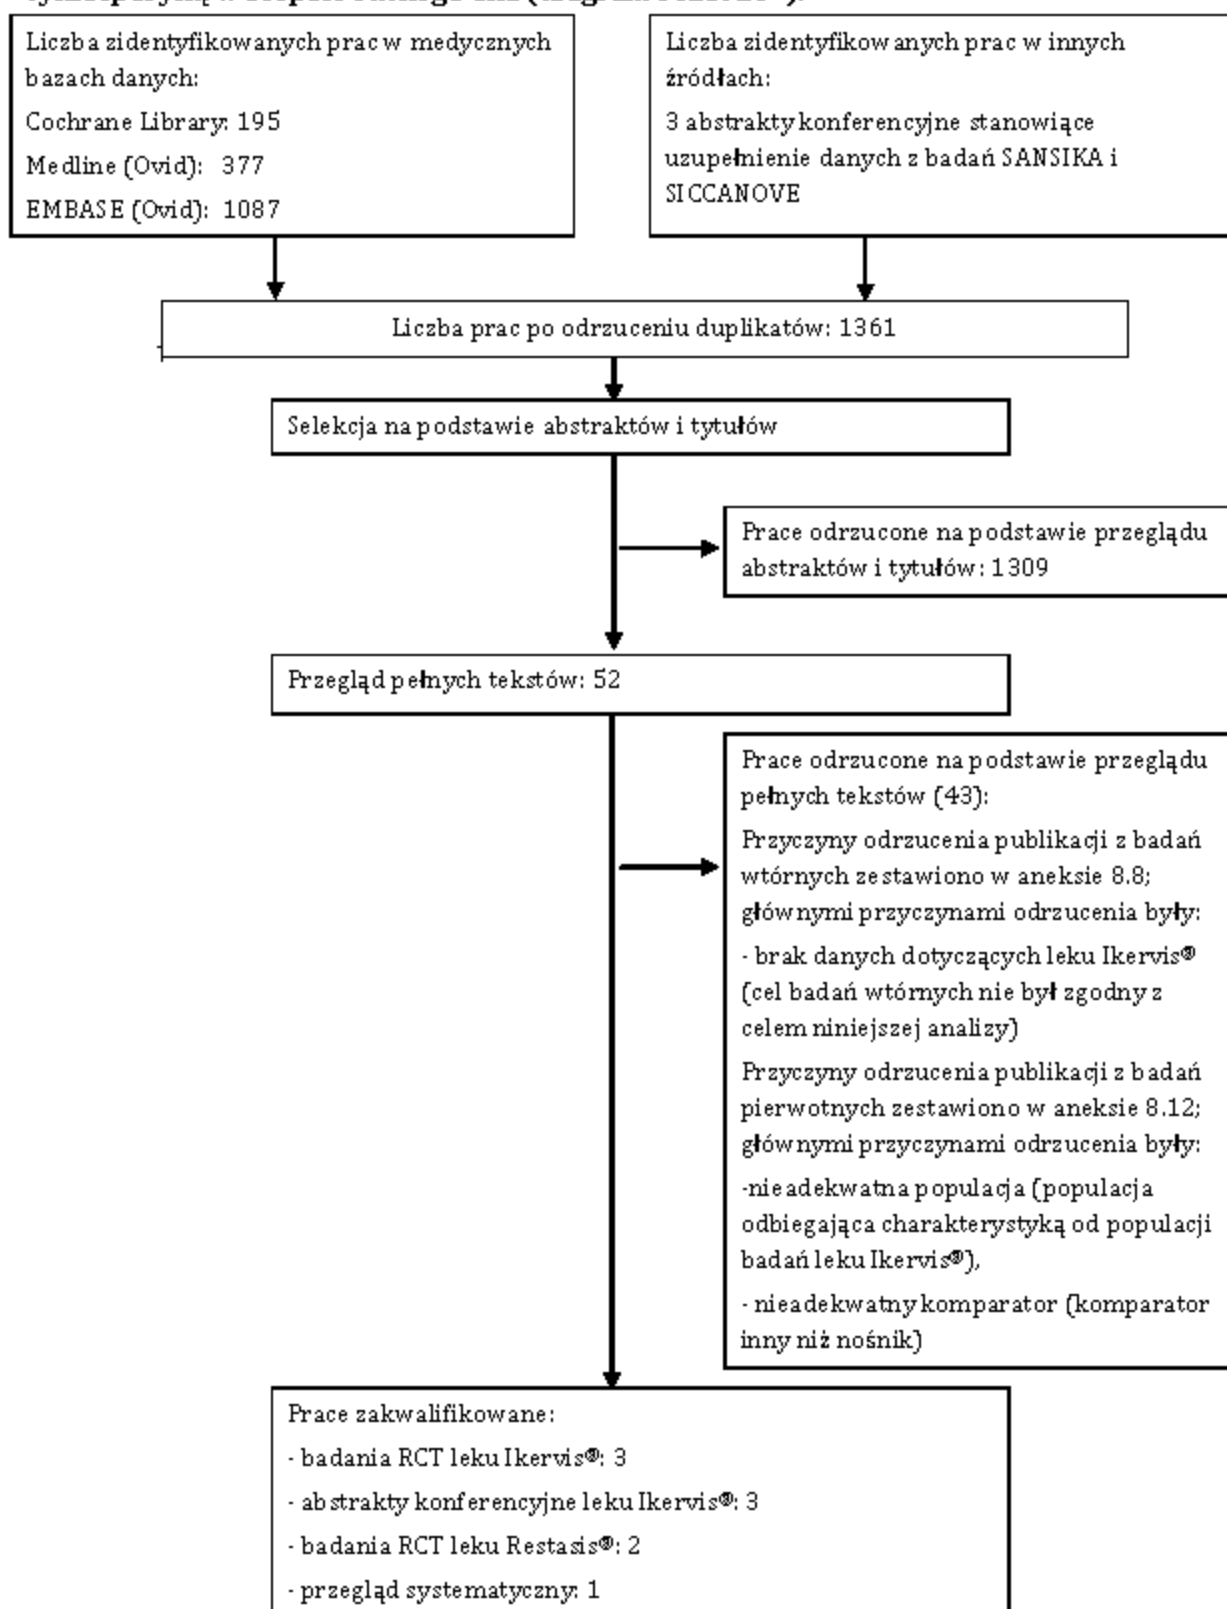 Liczba zidentyfikowanych prac w medycznych
bazach danych:
Cochrane Library: 195
Medline (Ovid): 377
EMBASE (Ovid): 1087
Liczba zidentyfikowanych prac w innych
źródłach:
3 abstrakty konferencyjne stanowiące
uzupełnienie danych z badań SANSIKA i
SICCANOVE
Liczba prac po odrzuceniu duplikatów: 1361
Selekcja na podstawie abstraktów i tytułów
Prace odrzucone na podstawie przeglądu
abstraktów i tytułów: 1309
Przegląd pełnych tekstów: 52
Prace odrzucone na podstawie przeglądu
pełnych tekstów (43):
Przyczyny odrzucenia publikacji z badań
wtórnych zestawiono w aneksie 8.8;
głównymi przyczynami odrzucenia były:
- brak danych dotyczących leku Ikervis®
(cel badań wtórnych nie był zgodny z
celem niniejszej analizy)
Przyczyny odrzucenia publikacji z badań
pierwotnych zestawiono w aneksie 8.12;
głównymi przyczynami odrzucenia były:
-nieadekwatna populacja (populacja
odbiegająca charakterystyką od populacji
badań leku Ikervis®),
- nieadekwatny komparator (komparator
inny niż nośnik)
Prace zakwalifikowane:
- badania RCT leku Ikervis®: 3
- abstrakty konferencyjne leku Ikervis®: 3
- badania RCT leku Restasis®: 2
- przegląd systematyczny: 1